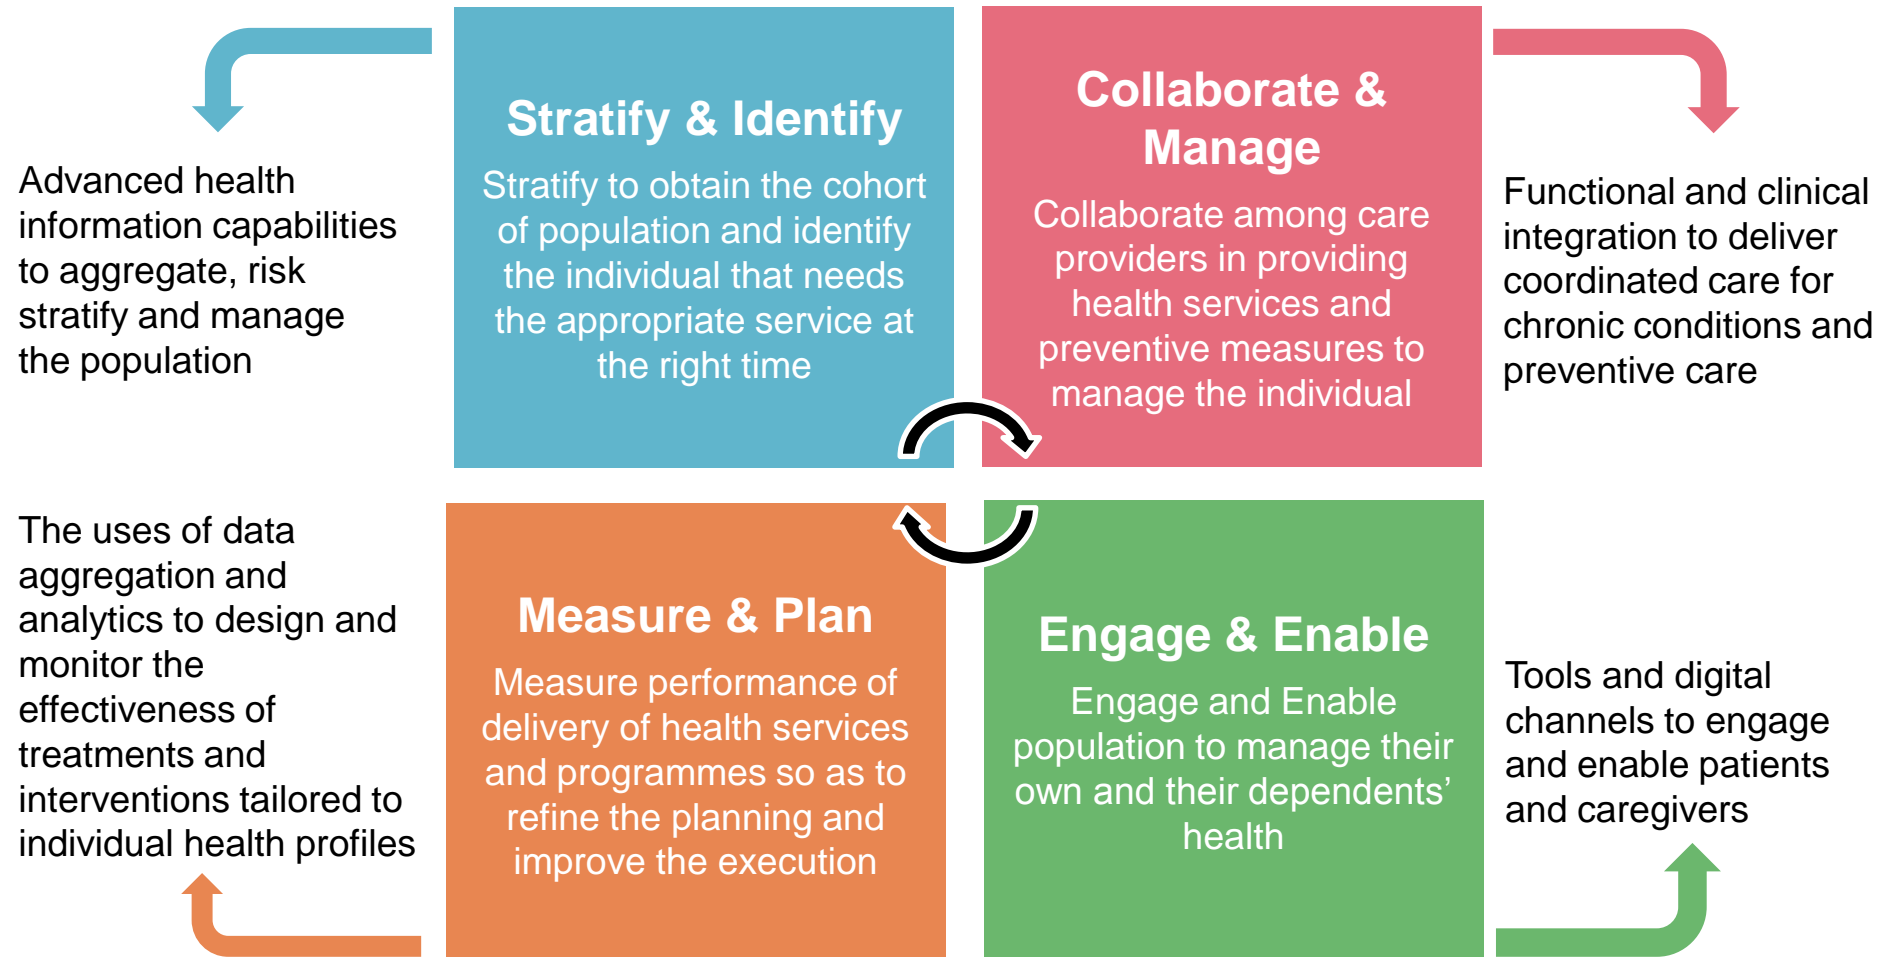 Stratify & Identify
Stratify to obtain the cohort
of population and identify
the individual that needs
the appropriate service at
the right time
Advanced health
information capabilities
to aggregate, risk
stratify and manage
the population
Collaborate &
Manage
Collaborate among care
providers in providing
health services and
preventive measures to
manage the individual
Functional and clinical
integration to deliver
coordinated care for
chronic conditions and
preventive care
The uses of data
aggregation and
analytics to design and
monitor the
effectiveness of
treatments and
interventions tailored to
individual health profiles
Measure & Plan
Measure performance of
delivery of health services
and programmes so as to
refine the planning and
improve the execution
Engage & Enable
Engage and Enable
population to manage their
own and their dependents’
health
Tools and digital
channels to engage
and enable patients
and caregivers